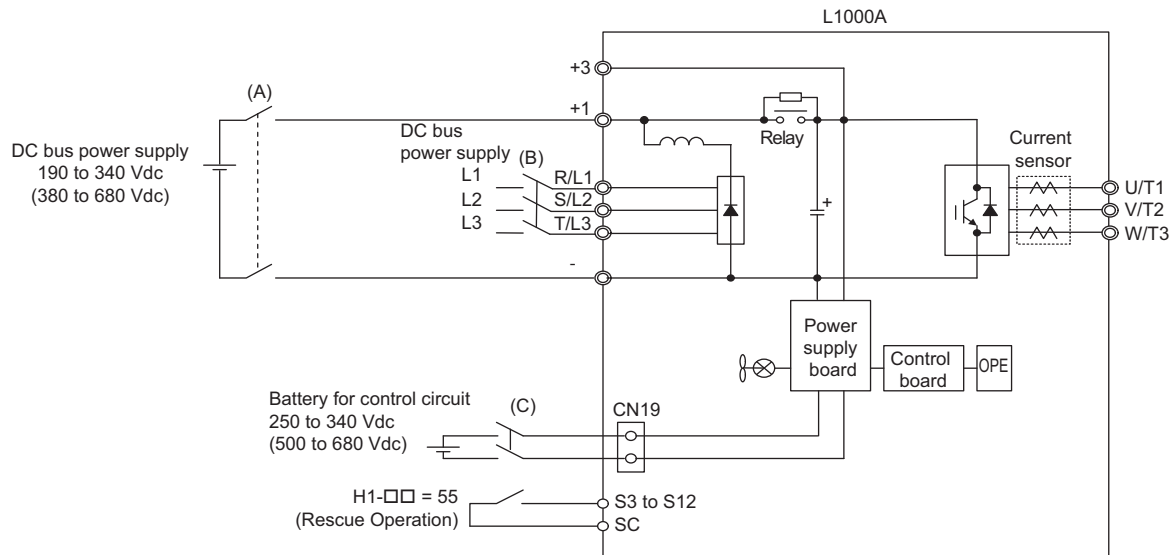 L1000A
+3
(A)
+1
DC bus power supply
190 to 340 Vdc
(380 to 680 Vdc)
DC bus
power supply
(B)
L1
R/L1
L2
S/L2
L3
T/L3
-
Relay
+
Current
sensor
U/T1
V/T2
W/T3
Power
supply
board
Control
board
OPE
Battery for control circuit
250 to 340 Vdc
(500 to 680 Vdc)
(C)
CN19
H1-□□ = 55
(Rescue Operation)
S3 to S12
SC